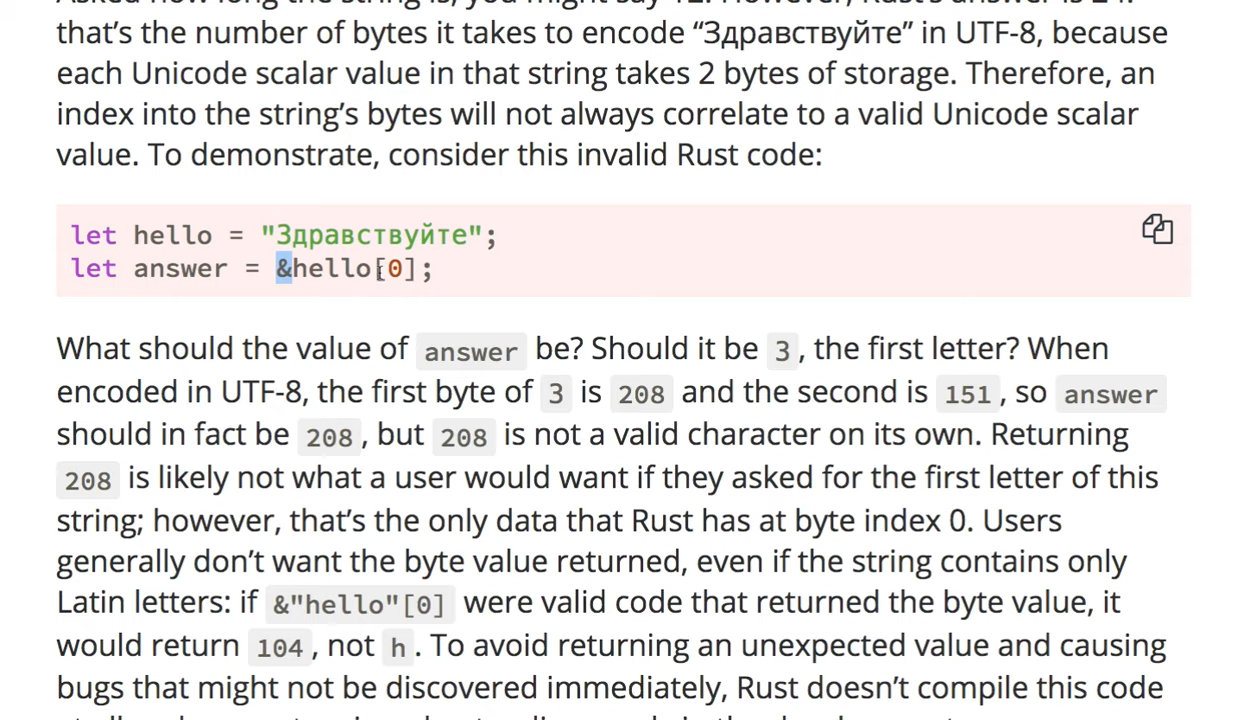 that's the number of bytes it takes to encode “Здравствуйте” in UTF-8, because
each Unicode scalar value in that string takes 2 bytes of storage. Therefore, an
index into the string’s bytes will not always correlate to a valid Unicode scalar
value. To demonstrate, consider this invalid Rust code:
let hello = "Здравствуйте";
let answer = &hello[0];
What should the value of answer be? Should it be З, the first letter? When
encoded in UTF-8, the first byte of З is 208 and the second is 151, so answer
should in fact be 208, but 208 is not a valid character on its own. Returning
208 is likely not what a user would want if they asked for the first letter of this
string; however, that’s the only data that Rust has at byte index 0. Users
generally don’t want the byte value returned, even if the string contains only
Latin letters: if &"hello"[0] were valid code that returned the byte value, it
would return 104, not h. To avoid returning an unexpected value and causing
bugs that might not be discovered immediately, Rust doesn’t compile this code